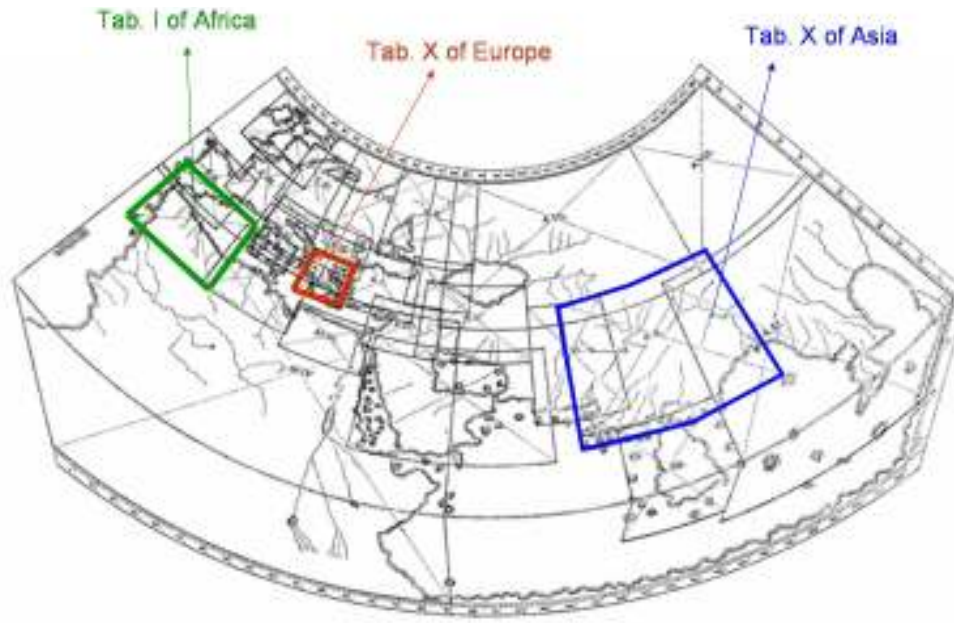 Tab. I of Africa
Tab. X of Europe
Tab. X of Asia